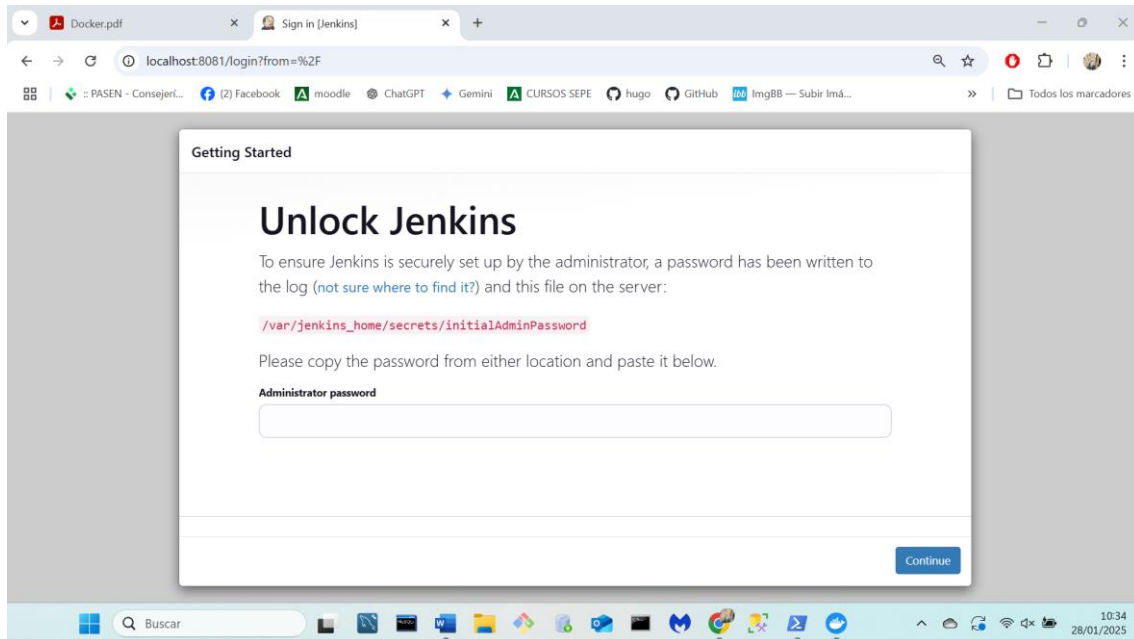 Docker.pdf
Sign in [Jenkins]
localhost:8081/login?from=%2F
:: PASEN - Consejerí...
(2) Facebook
moodle
ChatGPT
Gemini
CURSOS SEPE
hugo
GitHub
ImgBB — Subir Imá...
»
Todos los marcadores
Getting Started
Unlock Jenkins
To ensure Jenkins is securely set up by the administrator, a password has been written to
the log (not sure where to find it?) and this file on the server:
/var/jenkins_home/secrets/initialAdminPassword
Please copy the password from either location and paste it below.
Administrator password
Continue
Buscar
10:34
28/01/2025